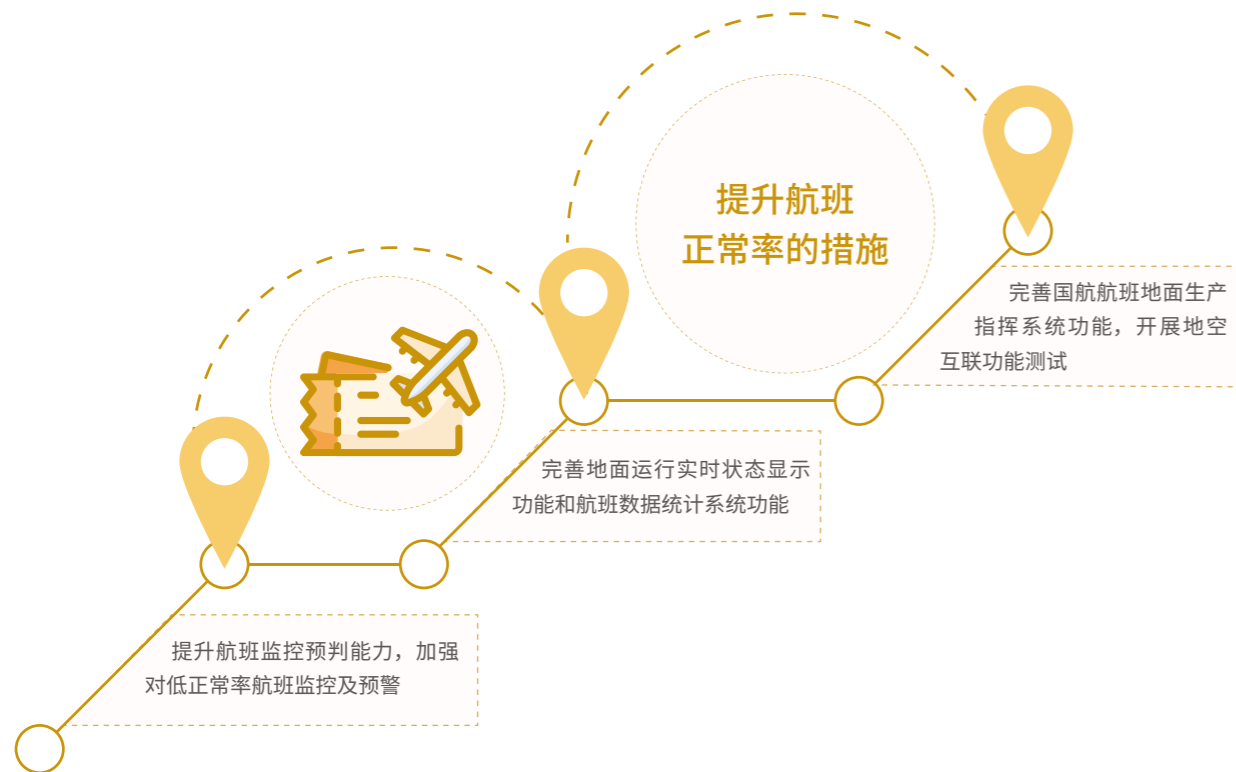 提升航班
正常率的措施
完善国航航班地面生产
指挥系统功能，开展地空
互联功能测试
完善地面运行实时状态显示
功能和航班数据统计系统功能
提升航班监控预判能力，加强
对低正常率航班监控及预警